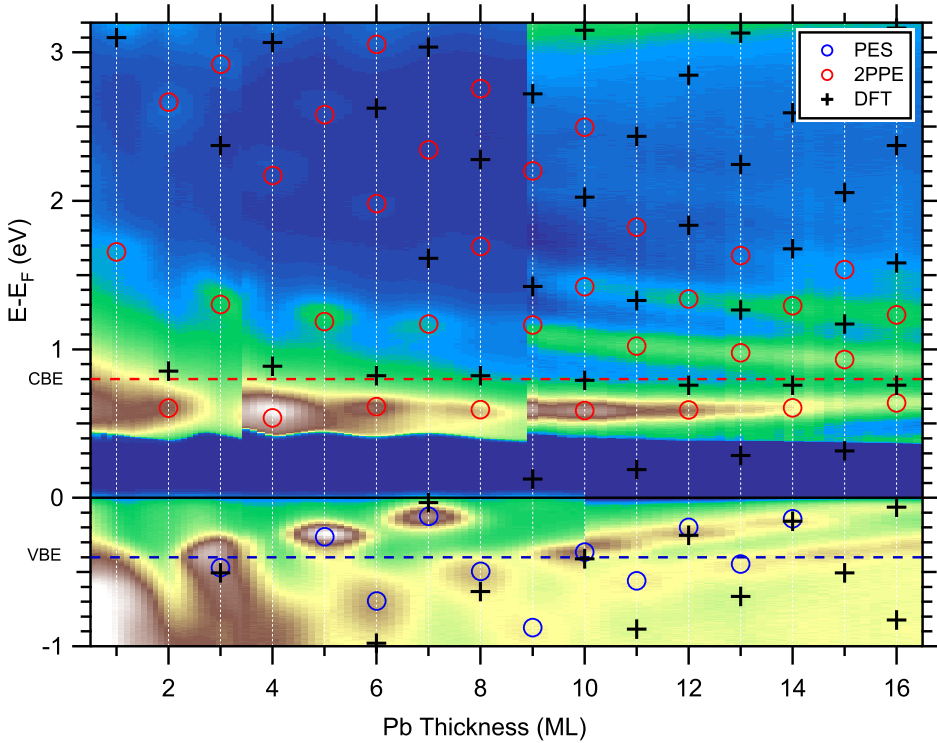 3
2
1
0
-1
E-E_F (eV)
CBE
VBE
PES
2PPE
DFT
2
4
6
8
10
12
14
16
Pb Thickness (ML)